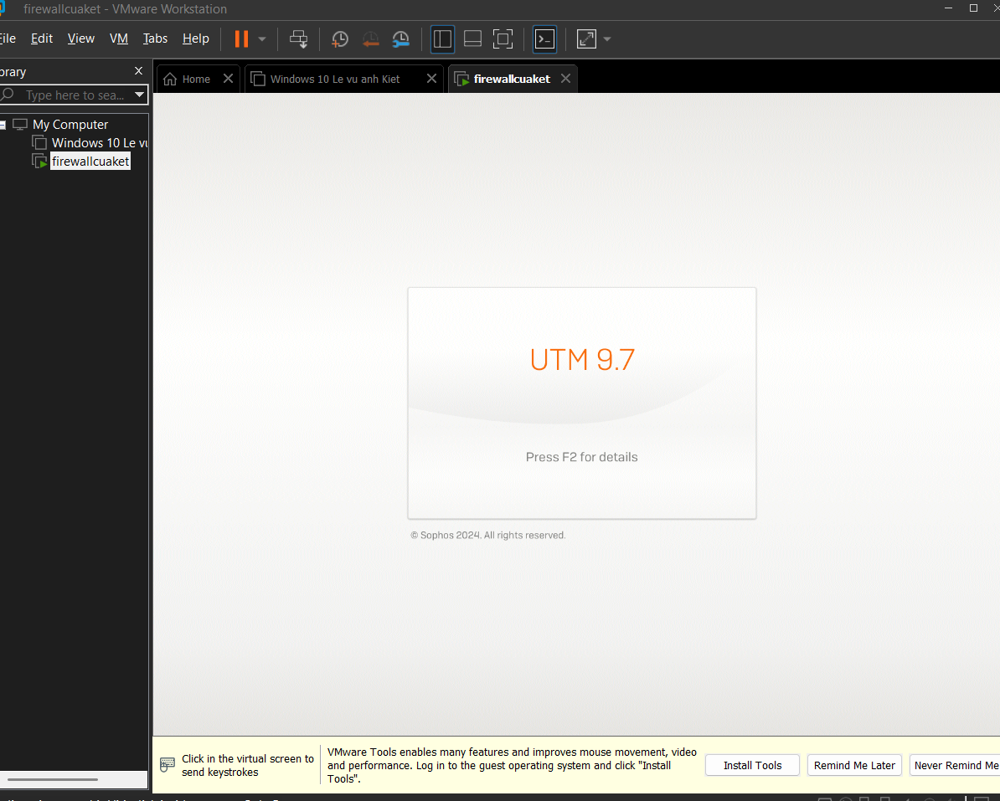 firewallcuaket - VMware Workstation
ile Edit View VM Tabs Help
brary
Type here to sea...
Home
Windows 10 Le vu anh Kiet
firewallcuaket
My Computer
Windows 10 Le vu
firewallcuaket
UTM 9.7
Press F2 for details
© Sophos 2024. All rights reserved.
Click in the virtual screen to
send keystrokes
VMware Tools enables many features and improves mouse movement, video
and performance. Log in to the guest operating system and click "Install
Tools".
Install Tools
Remind Me Later
Never Remind Me